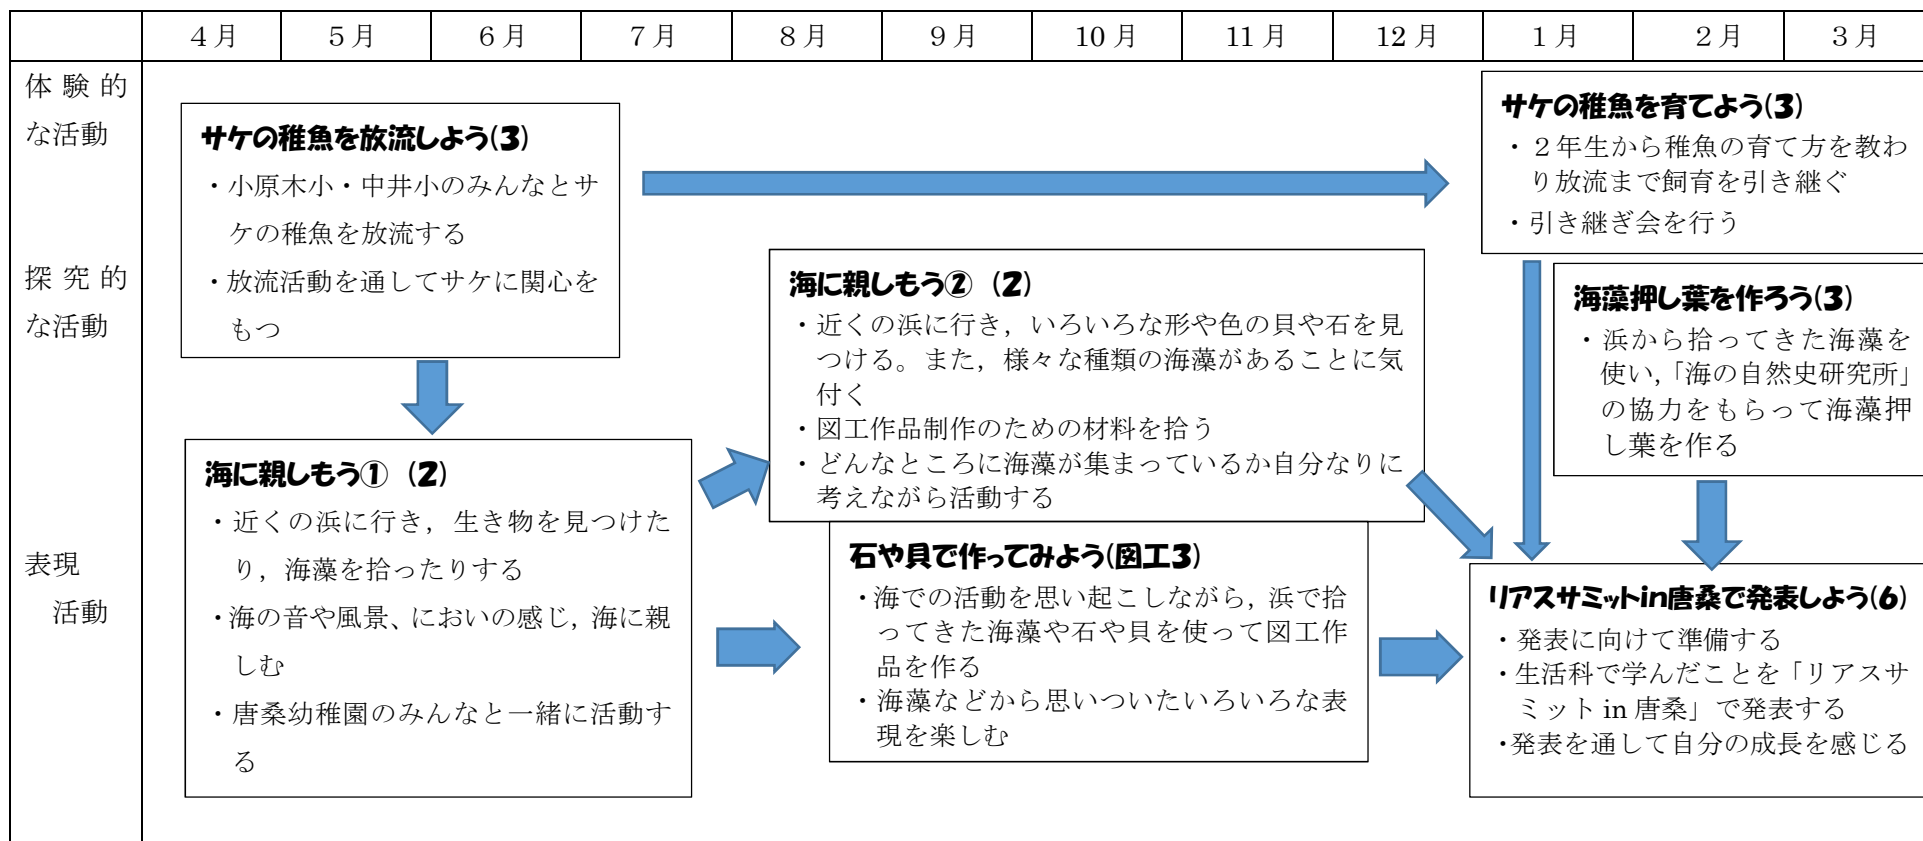 4月 5月 6月 7月 8月 9月 10月 11月 12月 1月 2月 3月
体験的
な活動
探究的
な活動
表現
活動
サケの稚魚を放流しよう(3)
・小原木小・中井小のみんなとサ
ケの稚魚を放流する
・放流活動を通してサケに関心を
もつ
海に親しもう① (2)
・近くの浜に行き，生き物を見つけた
り，海藻を拾ったりする
・海の音や風景、においの感じ，海に親
しむ
・唐桑幼稚園のみんなと一緒に活動す
る
海に親しもう② (2)
・近くの浜に行き，いろいろな形や色の貝や石を見
つける。また，様々な種類の海藻があることに気
付く
・図工作品制作のための材料を拾う
・どんなところに海藻が集まっているか自分なりに
考えながら活動する
石や貝で作ってみよう(図工3)
・海での活動を思い起こしながら，浜で拾
ってきた海藻や石や貝を使って図工作
品を作る
・海藻などから思いついたいろいろな表
現を楽しむ
サケの稚魚を育てよう(3)
・２年生から稚魚の育て方を教わ
り放流まで飼育を引き継ぐ
・引き継ぎ会を行う
海藻押し葉を作ろう(3)
・浜から拾ってきた海藻を
使い，「海の自然史研究所」
の協力をもらって海藻押
し葉を作る
リアスサミットin唐桑で発表しよう(6)
・発表に向けて準備する
・生活科で学んだことを「リアスサ
ミット in 唐桑」で発表する
・発表を通して自分の成長を感じる